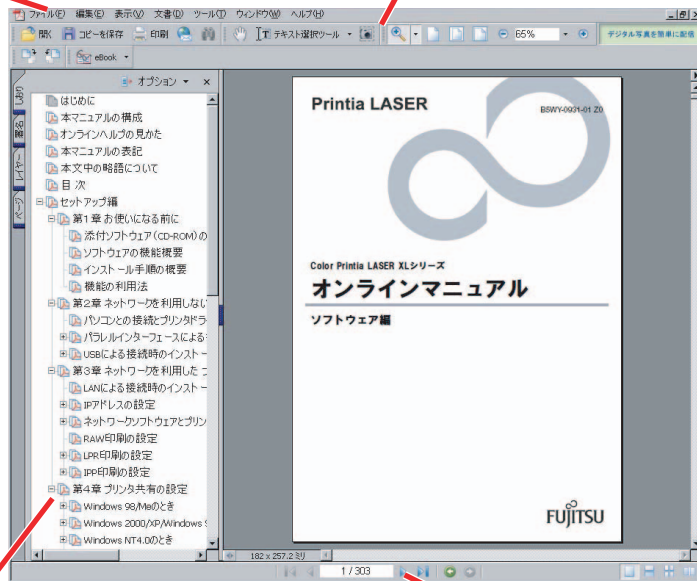 ファイル(F) 編集(E) 表示(V) 文書(D) ツール(T) ウィンドウ(W) ヘルプ(H)
開く コピーを保存 印刷 テキスト選択ツール 65% デジタル写真を簡単に配信
eBook
オプション
しおり
レイヤー
ページ
はじめに
本マニュアルの構成
オンラインヘルプの見かた
本マニュアルの表記
本文中の略語について
目 次
セットアップ編
第1章 お使いになる前に
添付ソフトウェア(CD-ROM)の
ソフトウェアの機能概要
インストール手順の概要
機能の利用法
第2章 ネットワークを利用しない
パソコンとの接続とプリンタドラ
パラレルインターフェースによる
USBによる接続時のインストー
第3章 ネットワークを利用した
LANによる接続時のインストー
IPアドレスの設定
ネットワークソフトウェアとプリン
RAW印刷の設定
LPR印刷の設定
IPP印刷の設定
第4章 プリンタ共有の設定
Windows 98/Meのとき
Windows 2000/XP/Windows
Windows NT4.0のとき
Printia LASER
B5WY-0931-01 Z0
Color Printia LASER XLシリーズ
オンラインマニュアル
ソフトウェア編
FUJITSU
182 x 257.2 ミリ
1 / 303